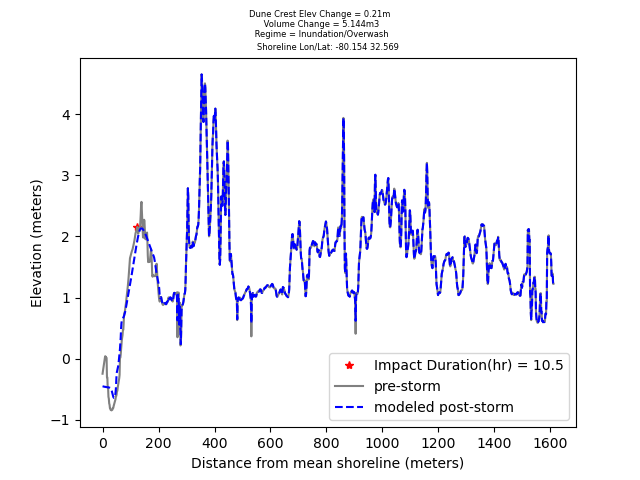 Dune Crest Elev Change = 0.21m
Volume Change = 5.144m3
Regime = Inundation/Overwash
Shoreline Lon/Lat: -80.154 32.569
4
3
2
1
0
−1
Elevation (meters)
Impact Duration(hr) = 10.5
pre-storm
modeled post-storm
0 200 400 600 800 1000 1200 1400 1600
Distance from mean shoreline (meters)